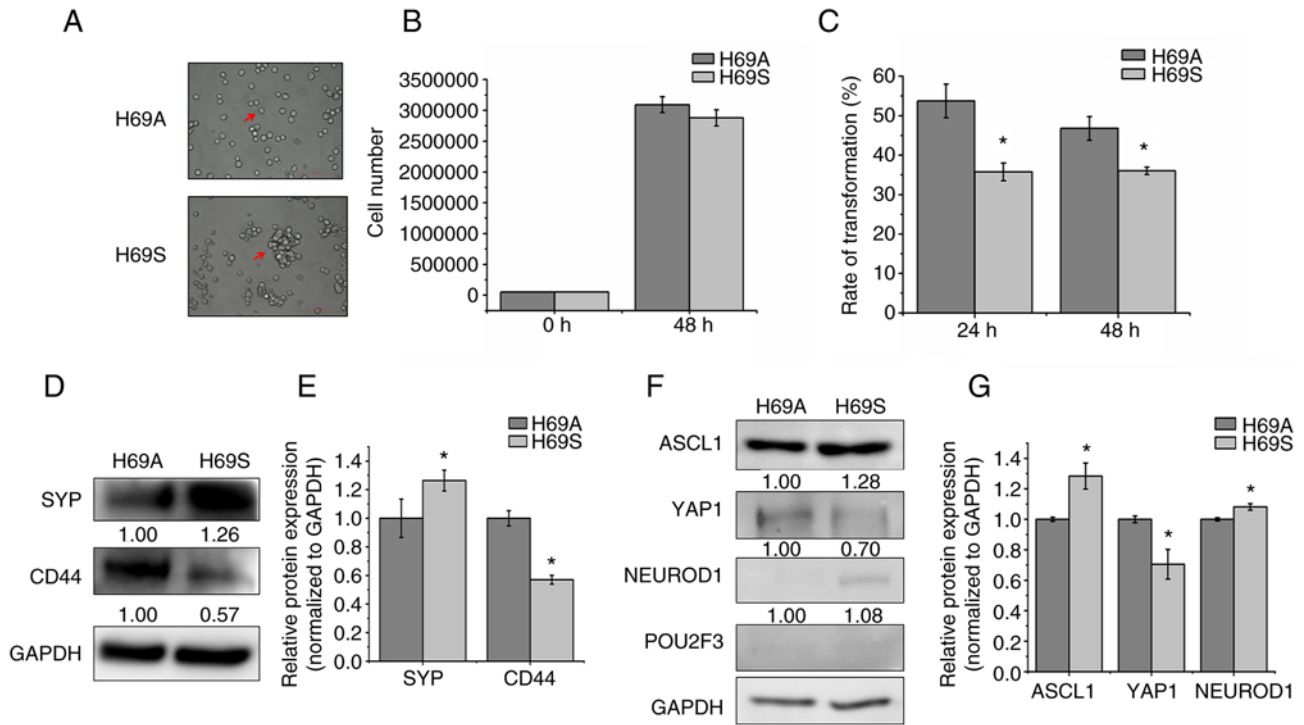 A
H69A
H69S
B
H69A
H69S
Cell number
3500000
3000000
2500000
2000000
1500000
1000000
500000
0
0 h
48 h
C
H69A
H69S
Rate of transformation (%)
60
50
40
30
20
10
0
*
*
24 h
48 h
D
H69A H69S
SYP
1.00 1.26
CD44
1.00 0.57
GAPDH
E
H69A
H69S
Relative protein expression
(normalized to GAPDH)
1.4
1.2
1.0
0.8
0.6
0.4
0.2
0.0
*
*
SYP
CD44
F
H69A H69S
ASCL1
1.00 1.28
YAP1
1.00 0.70
NEUROD1
1.00 1.08
POU2F3
GAPDH
G
H69A
H69S
Relative protein expression
(normalized to GAPDH)
1.4
1.2
1.0
0.8
0.6
0.4
0.2
0.0
*
*
*
ASCL1 YAP1 NEUROD1